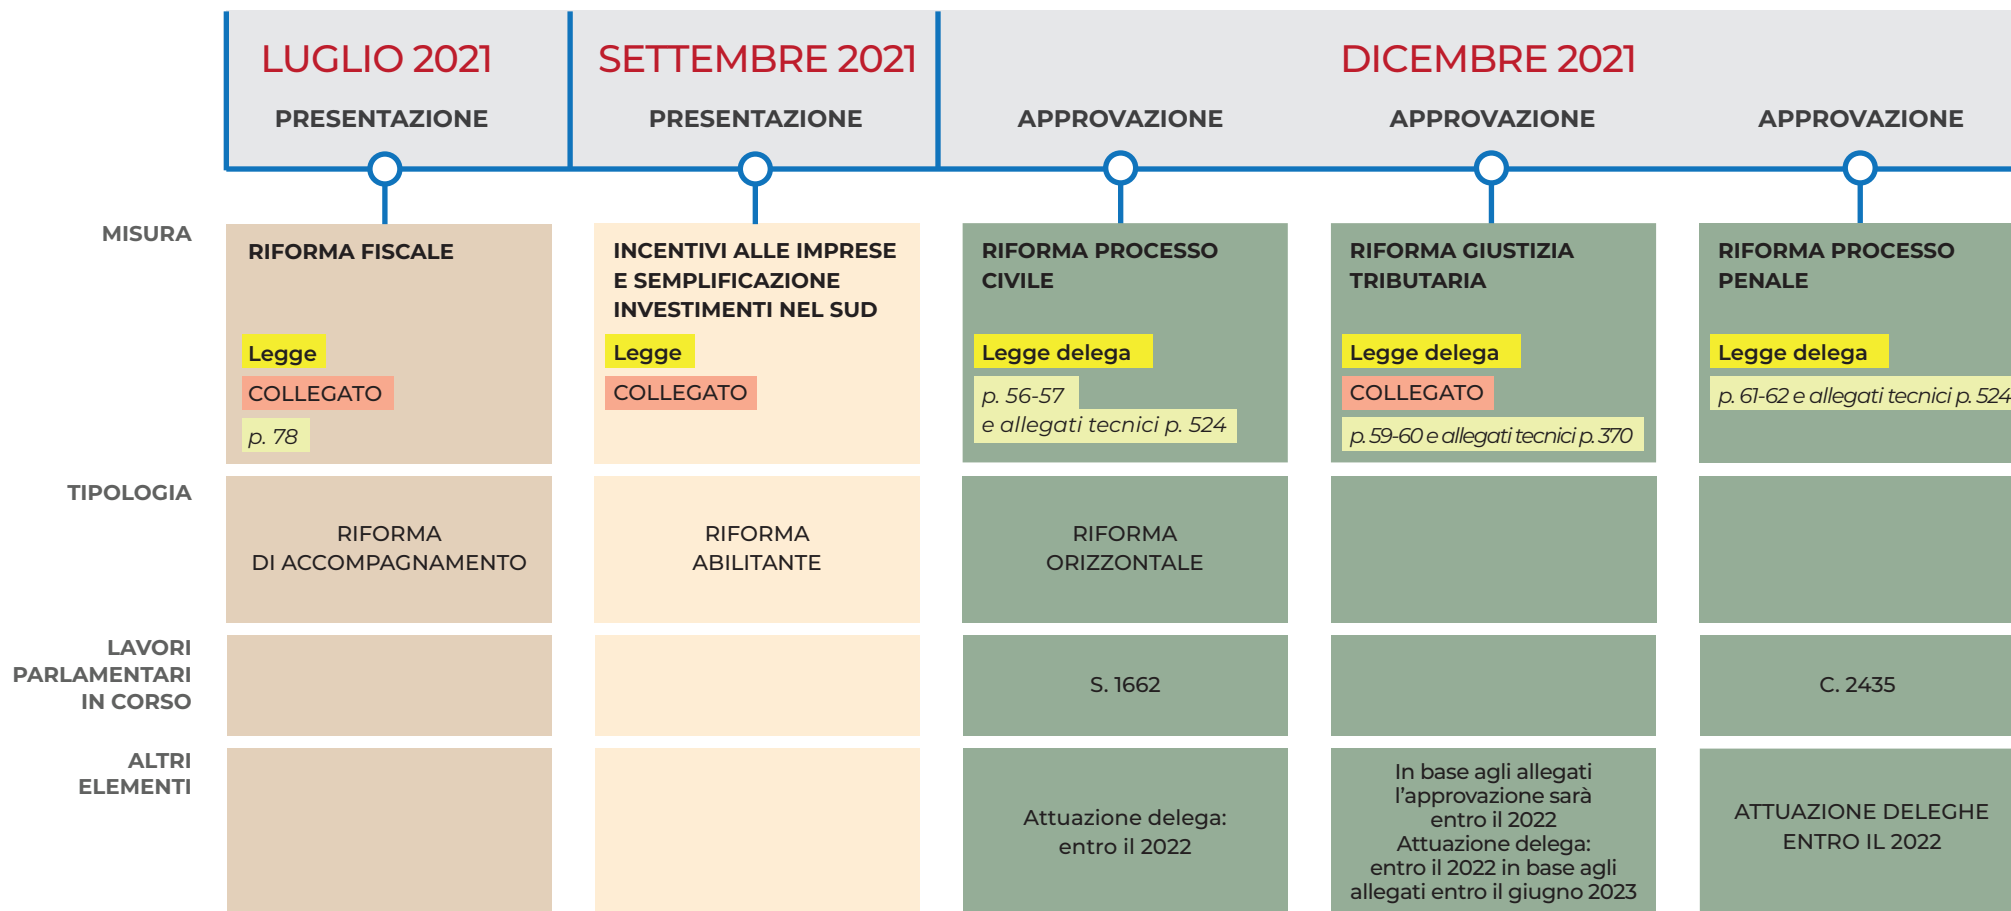 LUGLIO 2021
SETTEMBRE 2021
DICEMBRE 2021
PRESENTAZIONE
PRESENTAZIONE
APPROVAZIONE
APPROVAZIONE
APPROVAZIONE
MISURA
RIFORMA FISCALE
Legge
COLLEGATO
p. 78
INCENTIVI ALLE IMPRESE
E SEMPLIFICAZIONE
INVESTIMENTI NEL SUD
Legge
COLLEGATO
RIFORMA PROCESSO
CIVILE
Legge delega
p. 56-57
e allegati tecnici p. 524
RIFORMA GIUSTIZIA
TRIBUTARIA
Legge delega
COLLEGATO
p. 59-60 e allegati tecnici p. 370
RIFORMA PROCESSO
PENALE
Legge delega
p. 61-62 e allegati tecnici p. 524
TIPOLOGIA
RIFORMA
DI ACCOMPAGNAMENTO
RIFORMA
ABILITANTE
RIFORMA
ORIZZONTALE
LAVORI
PARLAMENTARI
IN CORSO
S. 1662
C. 2435
ALTRI
ELEMENTI
Attuazione delega:
entro il 2022
In base agli allegati
l'approvazione sarà
entro il 2022
Attuazione delega:
entro il 2022 in base agli
allegati entro il giugno 2023
ATTUAZIONE DELEGHE
ENTRO IL 2022